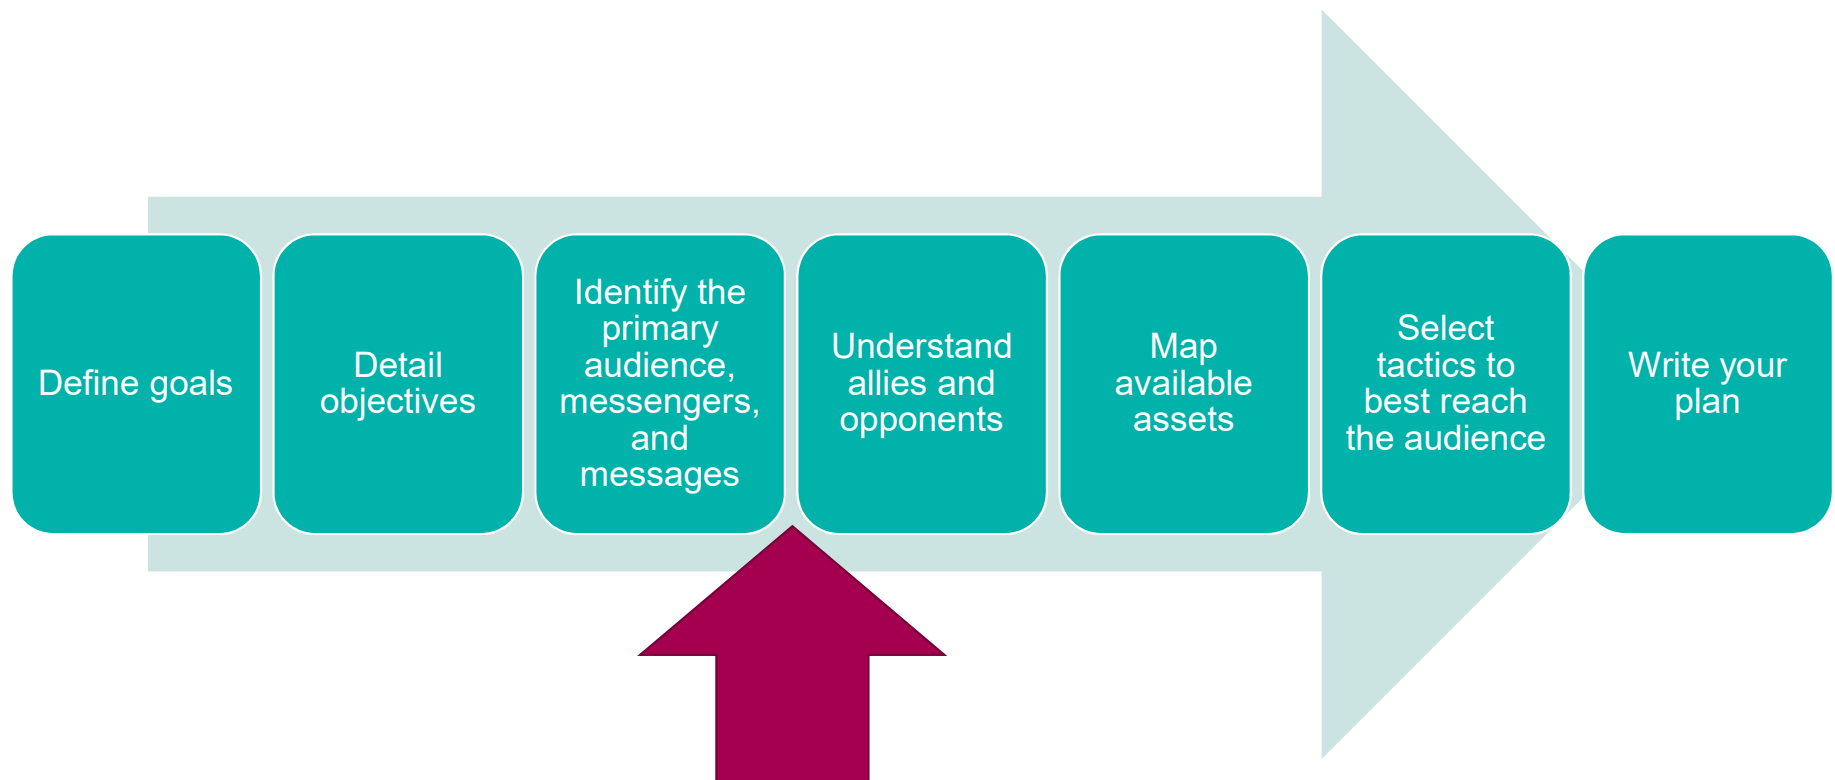 Define goals
Detail
objectives
Identify the
primary
audience,
messengers,
and
messages
Understand
allies and
opponents
Map
available
assets
Select
tactics to
best reach
the audience
Write your
plan